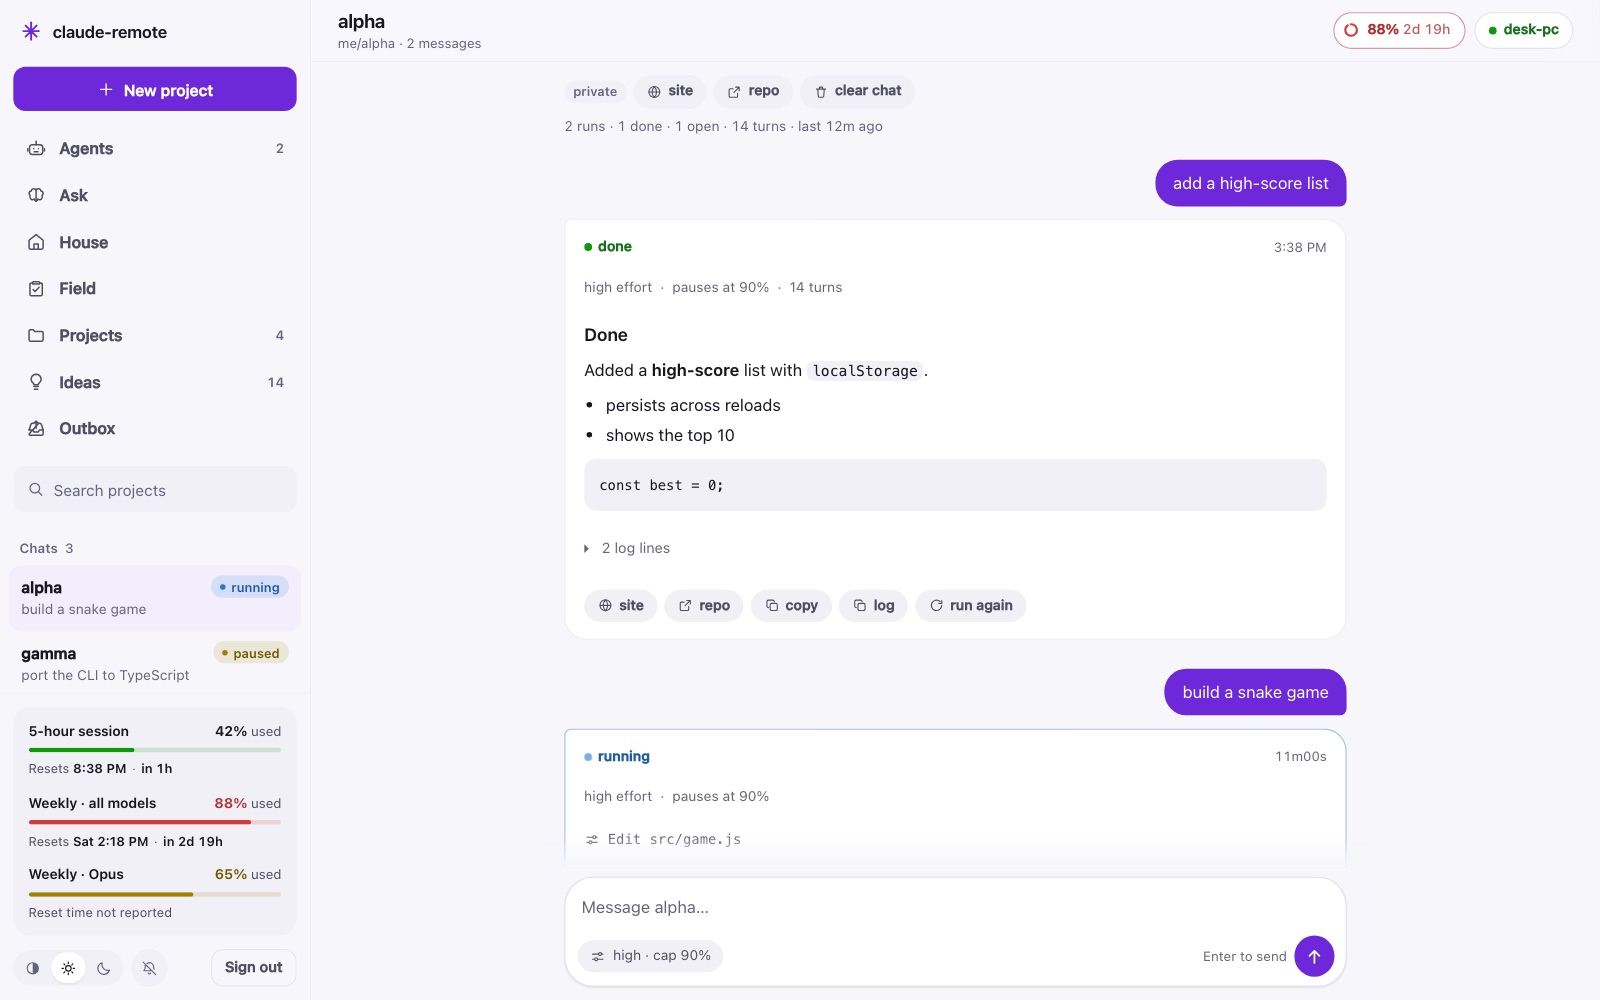 claude-remote
New project
Agents 2
Ask
House
Field
Projects 4
Ideas 14
Outbox
Search projects
Chats 3
alpha running
build a snake game
gamma paused
port the CLI to TypeScript
5-hour session 42% used
Resets 8:38 PM · in 1h
Weekly · all models 88% used
Resets Sat 2:18 PM · in 2d 19h
Weekly · Opus 65% used
Reset time not reported
Sign out
alpha
me/alpha · 2 messages
88% 2d 19h
desk-pc
private site repo clear chat
2 runs · 1 done · 1 open · 14 turns · last 12m ago
add a high-score list
done 3:38 PM
high effort · pauses at 90% · 14 turns
Done
Added a high-score list with localStorage.
• persists across reloads
• shows the top 10
const best = 0;
2 log lines
site repo copy log run again
build a snake game
running 11m00s
high effort · pauses at 90%
Edit src/game.js
Message alpha…
high · cap 90%
Enter to send